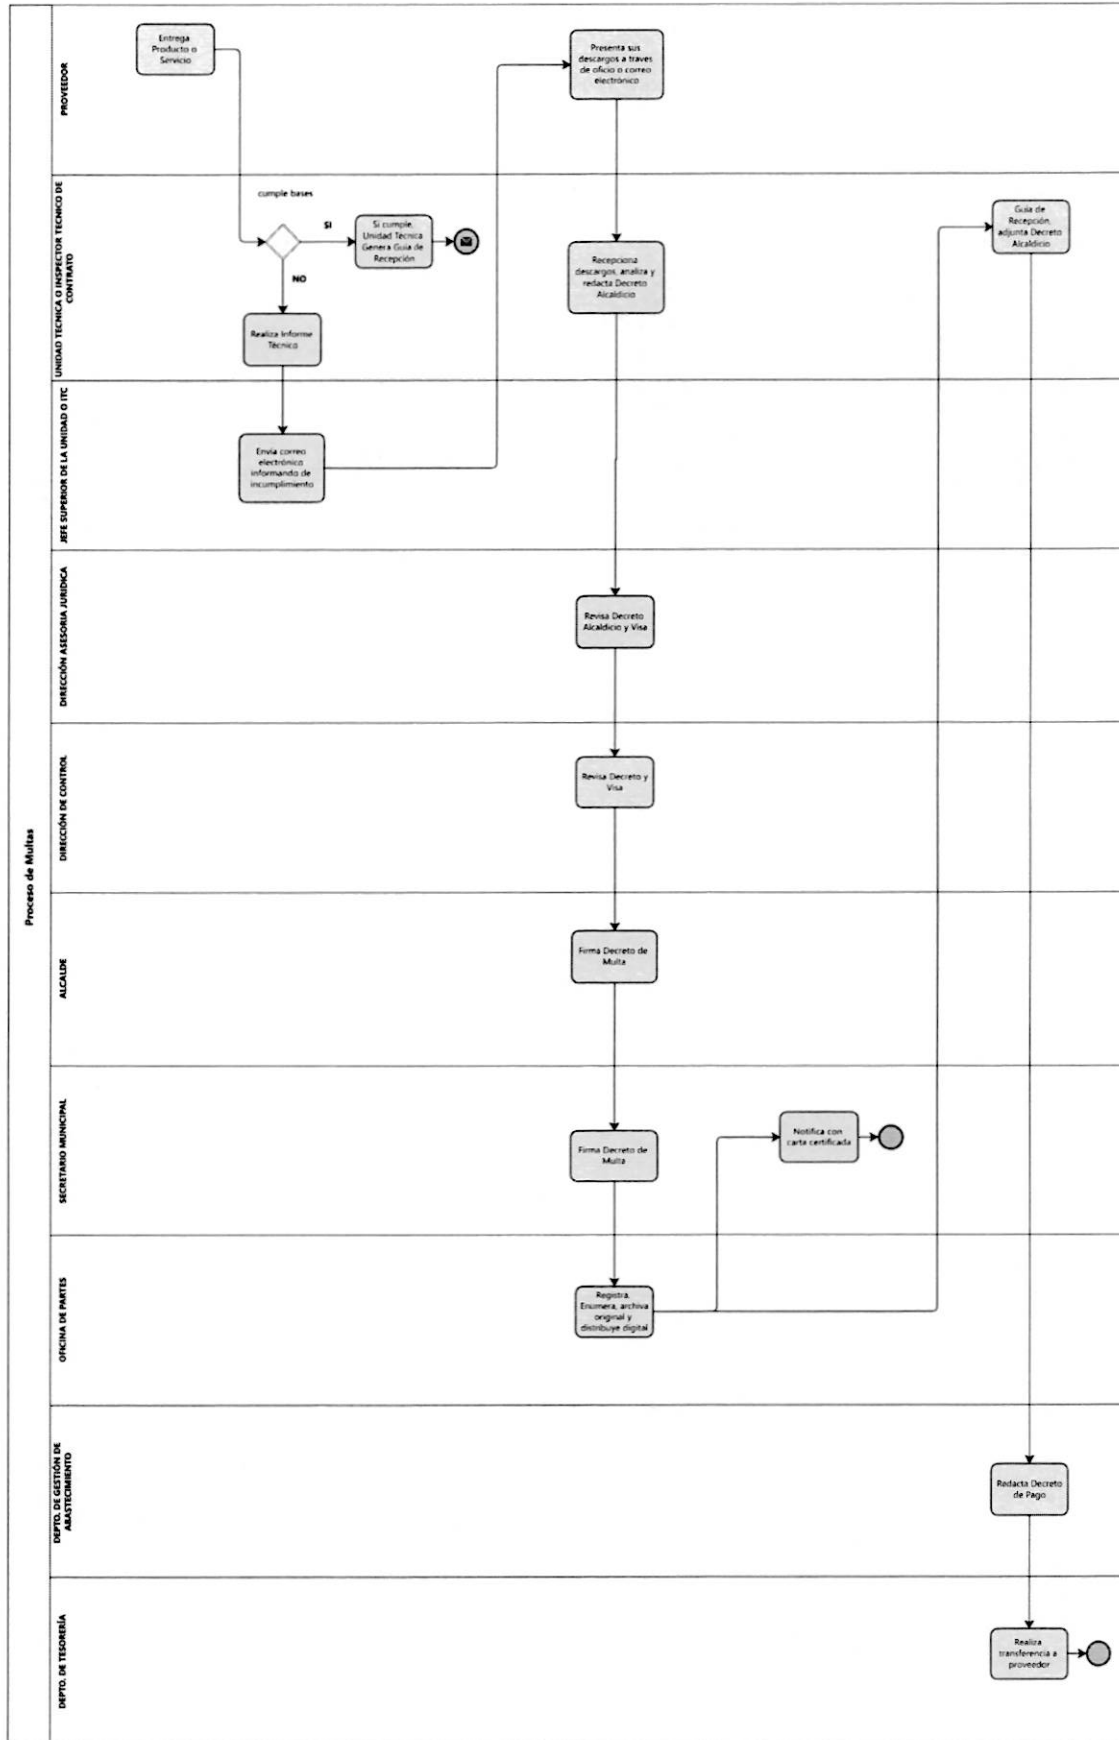 Proceso de Multas
PROVEEDOR
Entrega
Producto o
Servicio
Presenta sus
descargos a traves
de oficio o correo
electrónico
UNIDAD TECNICA O INSPECTOR TECNICO DE
CONTRATO
cumple bases
SI
Si cumple,
Unidad Técnica
Genera Guía de
Recepción
NO
Realiza Informe
Técnico
Recepciona
descargos, analiza y
redacta Decreto
Alcaldicio
Guía de
Recepción,
adjunta Decreto
Alcaldicio
JEFE SUPERIOR DE LA UNIDAD O ITC
Envía correo
electrónico
informando de
incumplimiento
DIRECCIÓN ASESORIA JURIDICA
Revisa Decreto
Alcaldicio y Visa
DIRECCIÓN DE CONTROL
Revisa Decreto y
Visa
ALCALDE
Firma Decreto de
Multa
SECRETARIO MUNICIPAL
Firma Decreto de
Multa
Notifica con
carta certificada
OFICINA DE PARTES
Registra,
Enumera, archiva
original y
distribuye digital
DEPTO. DE GESTIÓN DE
ABASTECIMIENTO
Redacta Decreto
de Pago
DEPTO. DE TESORERÍA
Realiza
transferencia a
proveedor